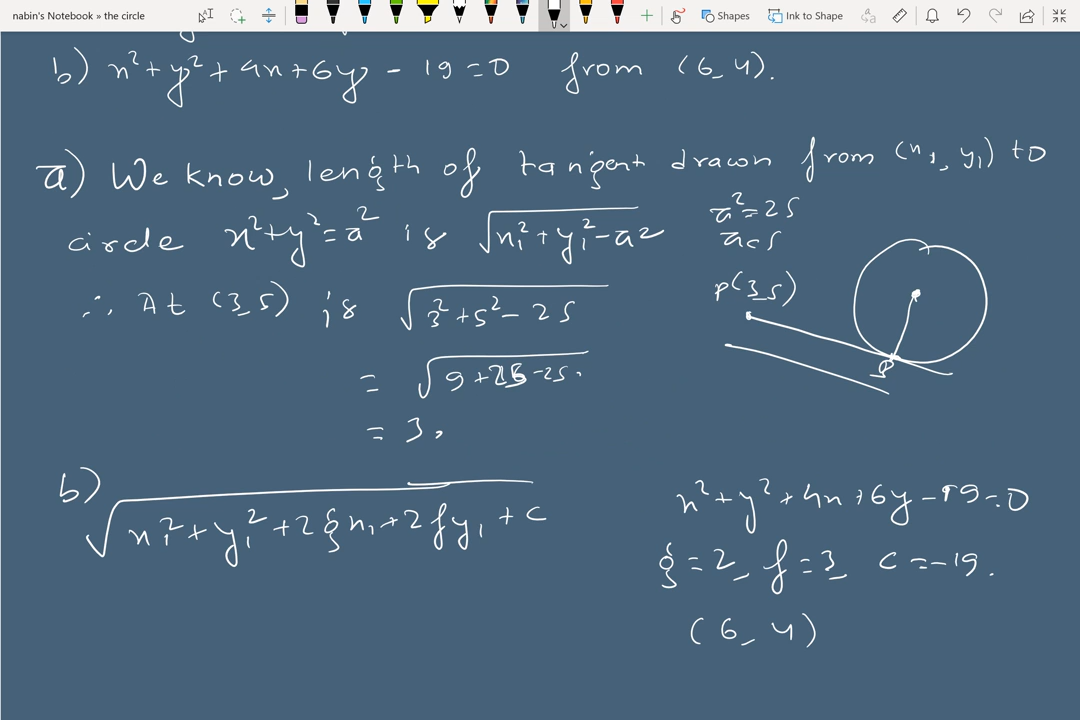 nabin's Notebook » the circle
Shapes
Ink to Shape
b) x² + y² + 4x + 6y - 19 = 0 from (6, 4).
a) We know, length of tangent drawn from (x₁, y₁) to
circle x² + y² = a² is √(x₁² + y₁² - a²)
a² = 25
a = 5
∴ At (3, 5) is √(3² + 5² - 25)
P(3, 5)
= √(9 + 25 - 25)
= 3.
b)
√(x₁² + y₁² + 2gx₁ + 2fy₁ + c)
x² + y² + 4x + 6y - 19 = 0
g = 2, f = 3, c = -19.
(6, 4)